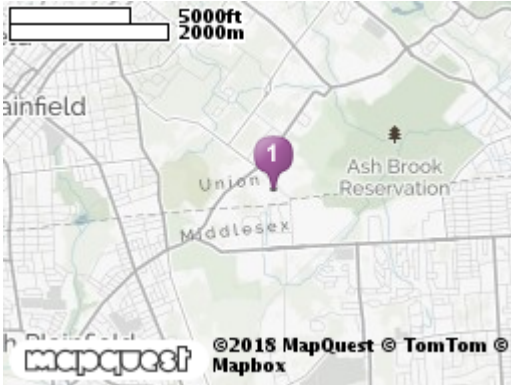 5000ft
2000m
ainfield
1
Union
Ash Brook
Reservation
Middlesex
h Plainfield
mapquest
©2018 MapQuest © TomTom ©
Mapbox